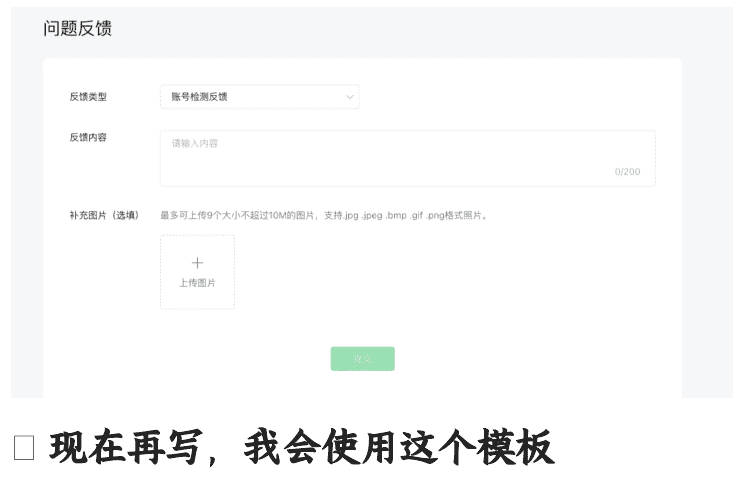 问题反馈
反馈类型 账号检测反馈
反馈内容 请输入内容
0/200
补充图片（选填） 最多可上传9个大小不超过10M的图片，支持.jpg .jpeg .bmp .gif .png格式照片。
上传图片
现在再写，我会使用这个模板